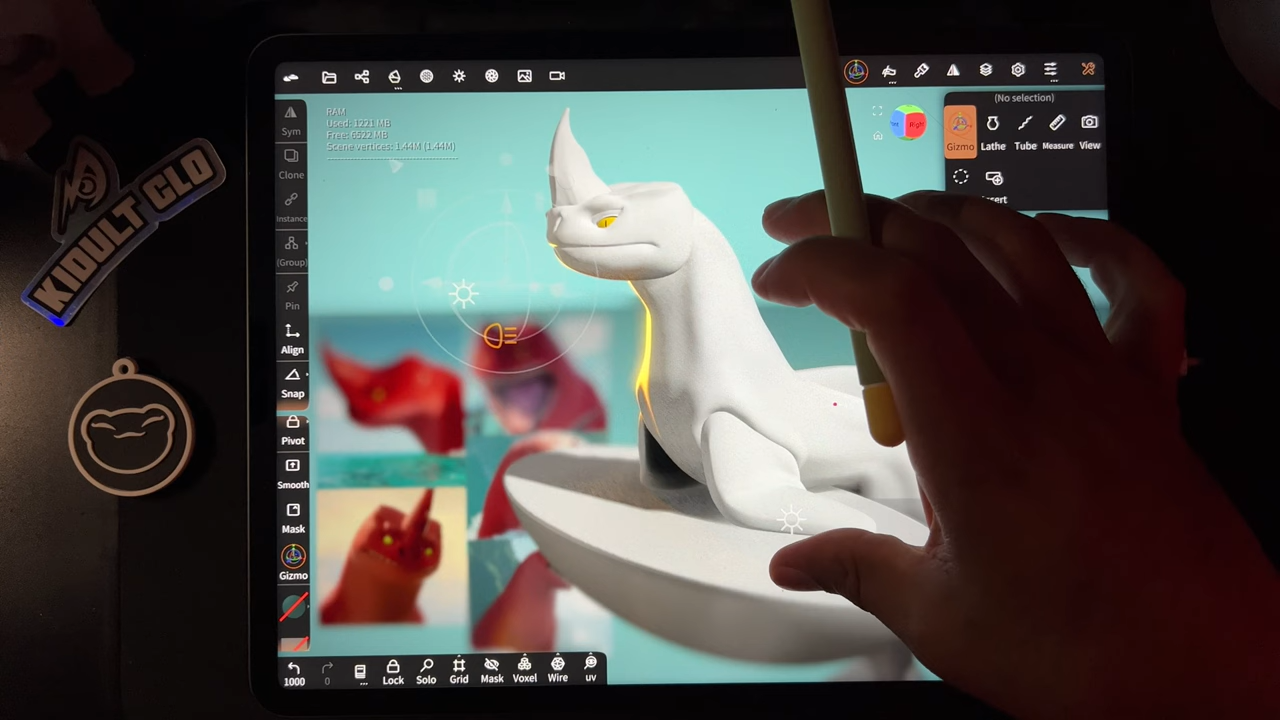 RAM
Used: 1221 MB
Free: 6522 MB
Scene vertices: 1.44M (1.44M)
Right
(No selection)
Gizmo
Lathe
Tube
Measure
View
Sym
Clone
Instance
(Group)
Pin
Align
Snap
Pivot
Smooth
Mask
Gizmo
KIDULT CLO
1000
0
Lock
Solo
Grid
Mask
Voxel
Wire
uv